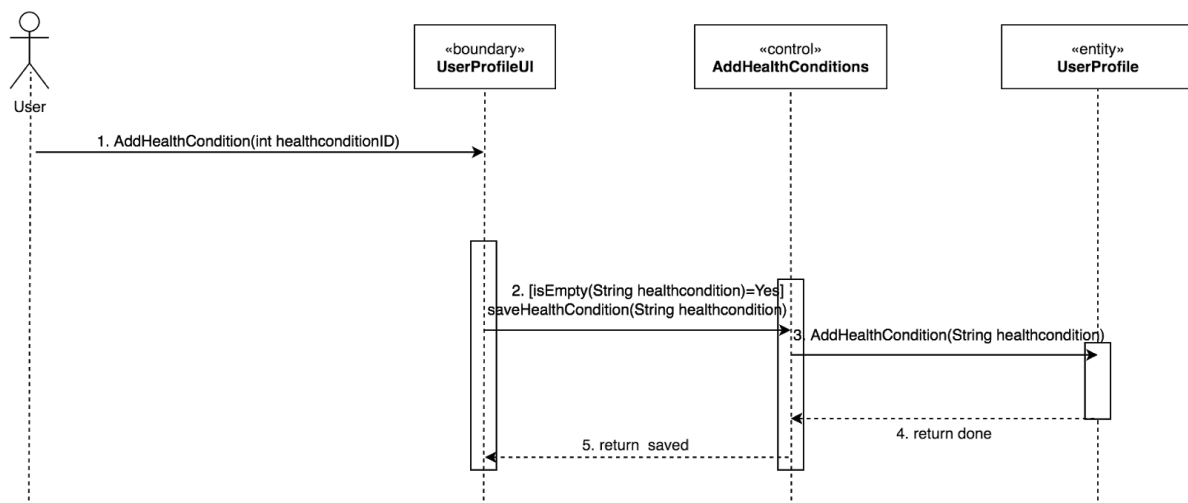 «boundary»
UserProfileUI
«control»
AddHealthConditions
«entity»
UserProfile
User
1. AddHealthCondition(int healthconditionID)
2. [isEmpty(String healthcondition)=Yes]
saveHealthCondition(String healthcondition)
3. AddHealthCondition(String healthcondition)
4. return done
5. return saved